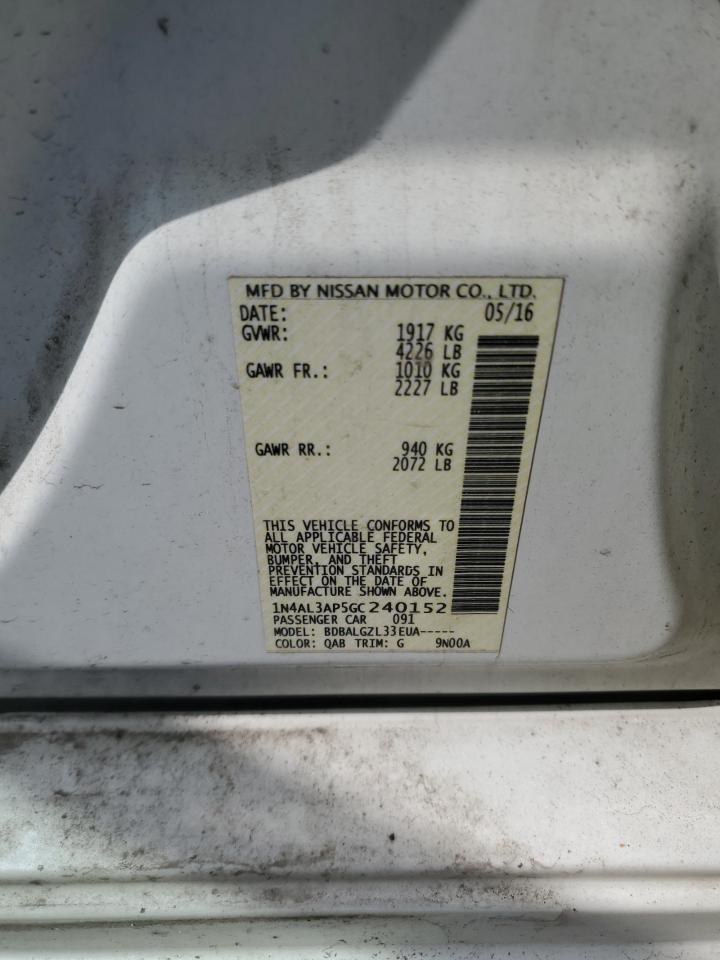 MFD BY NISSAN MOTOR CO., LTD.
DATE: 05/16
GVWR: 1917 KG
4226 LB
GAWR FR.: 1010 KG
2227 LB
GAWR RR.: 940 KG
2072 LB
THIS VEHICLE CONFORMS TO
ALL APPLICABLE FEDERAL
MOTOR VEHICLE SAFETY,
BUMPER, AND THEFT
PREVENTION STANDARDS IN
EFFECT ON THE DATE OF
MANUFACTURE SHOWN ABOVE.
1N4AL3AP5GC240152
PASSENGER CAR 091
MODEL: BDBALGZL33EUA-----
COLOR: QAB TRIM: G 9N00A